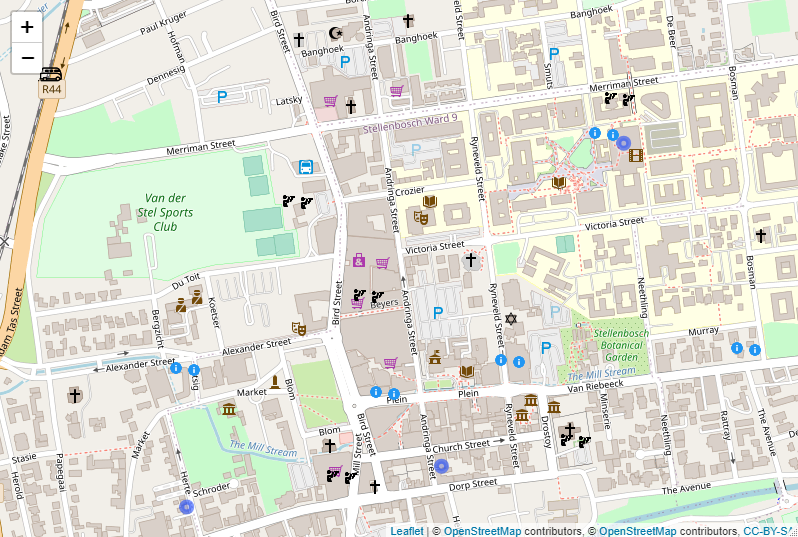 +
−
Paul Kruger
Hofman
Dennesig
R44
Latsky
Bird Street
Andringa Street
Banghoek
Banghoek
Banghoek
P
P
P
P
Smuts
De Beer
Bosman
Merriman Street
Merriman Street
Stellenbosch Ward 9
Ryneveld Street
Van der
Stel Sports
Club
Crozier
Andringa Street
Victoria Street
Victoria Street
Du Toit
Bergzicht
Koetser
Bird Street
Beyers
Andringa Street
P
P
P
Ryneveld Street
Neethling
Bosman
Murray
Stellenbosch
Botanical
Garden
The Mill Stream
Adam Tas Street
Alexander Street
Alexander Street
Market
Blom
Plein
Plein
Van Riebeeck
Minserie
Drostdy
Ryneveld Street
Neethling
Rattray
The Avenue
Market
The Mill Stream
Blom
Bird Street
Mill Street
Andringa Street
Church Street
Stasie
Papegaai
Herold
Herte
Schroder
Dorp Street
The Avenue
Leaflet | © OpenStreetMap contributors, © OpenStreetMap contributors, CC-BY-SA